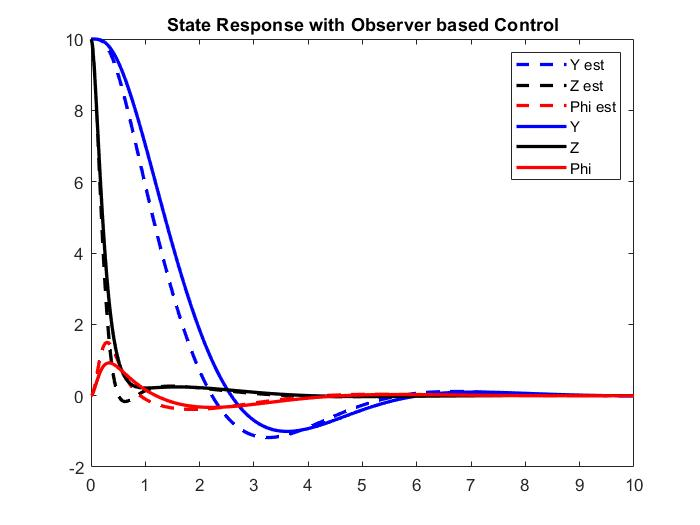 State Response with Observer based Control
10
8
6
4
2
0
-2
Y est
Z est
Phi est
Y
Z
Phi
0 1 2 3 4 5 6 7 8 9 10